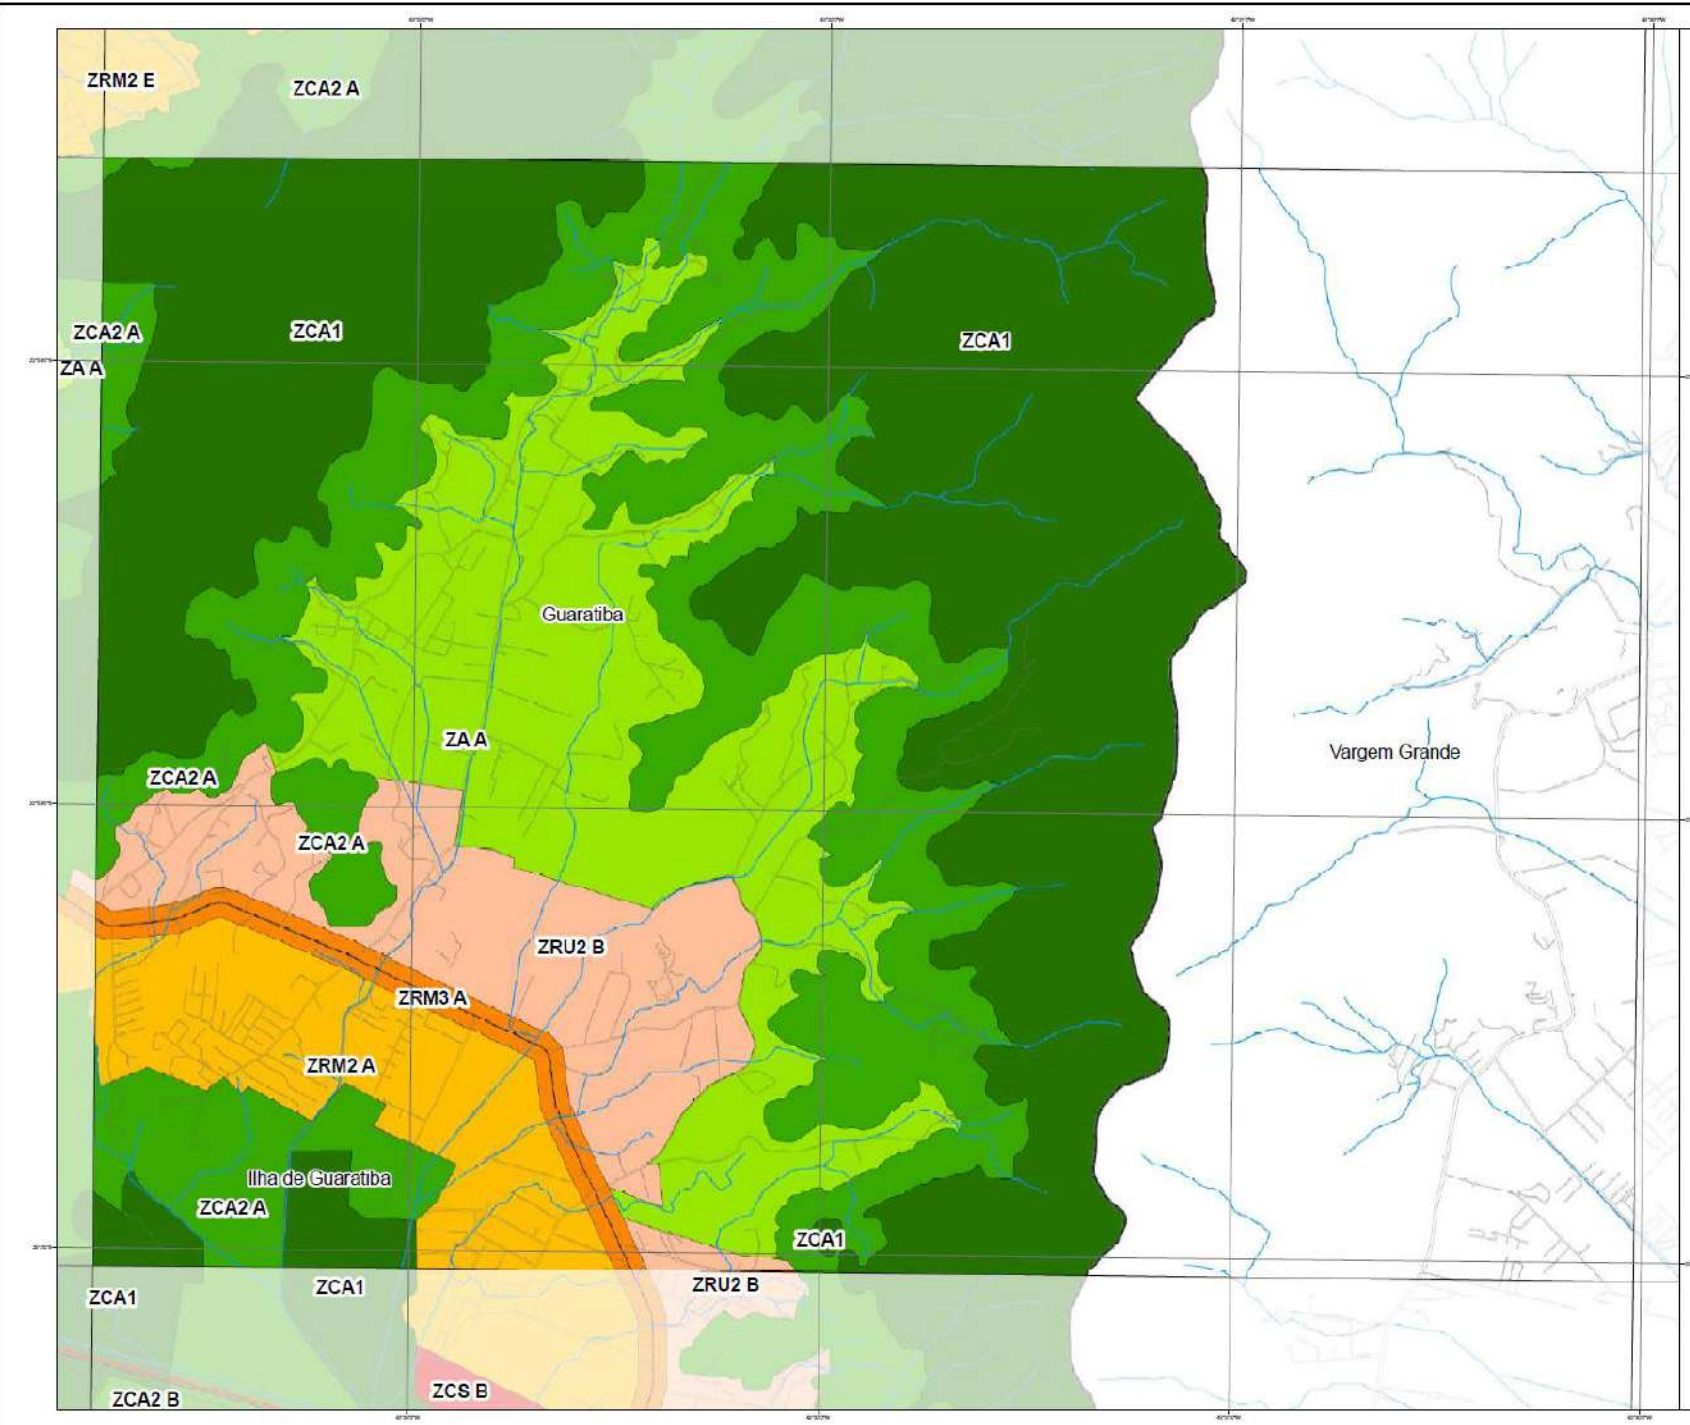 ZRM2 E
ZCA2 A
ZCA2 A
ZCA1
ZCA1
ZA A
Guaratiba
ZA A
Vargem Grande
ZCA2 A
ZCA2 A
ZRU2 B
ZRM3 A
ZRM2 A
Ilha de Guaratiba
ZCA2 A
ZCA1
ZCA1
ZCA1
ZRU2 B
ZCS B
ZCA2 B